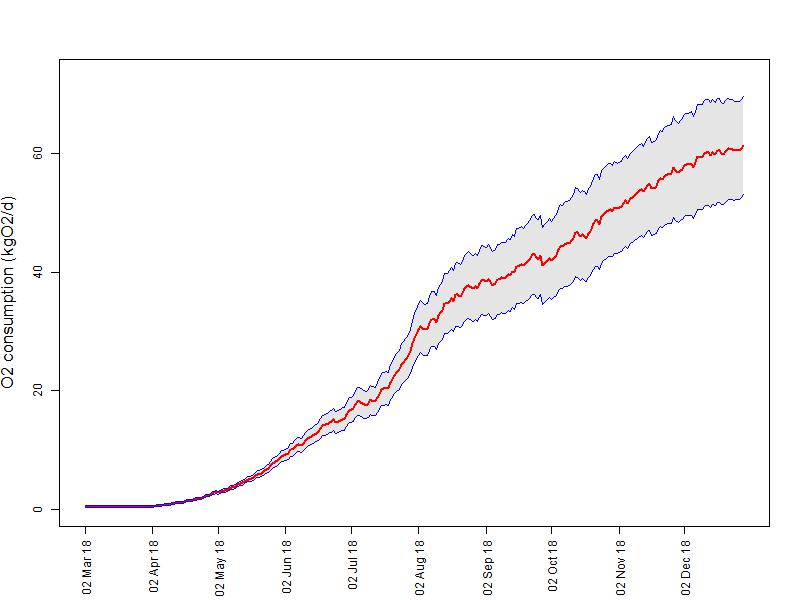 O2 consumption (kgO2/d)
60
40
20
0
02 Mar 18
02 Apr 18
02 May 18
02 Jun 18
02 Jul 18
02 Aug 18
02 Sep 18
02 Oct 18
02 Nov 18
02 Dec 18